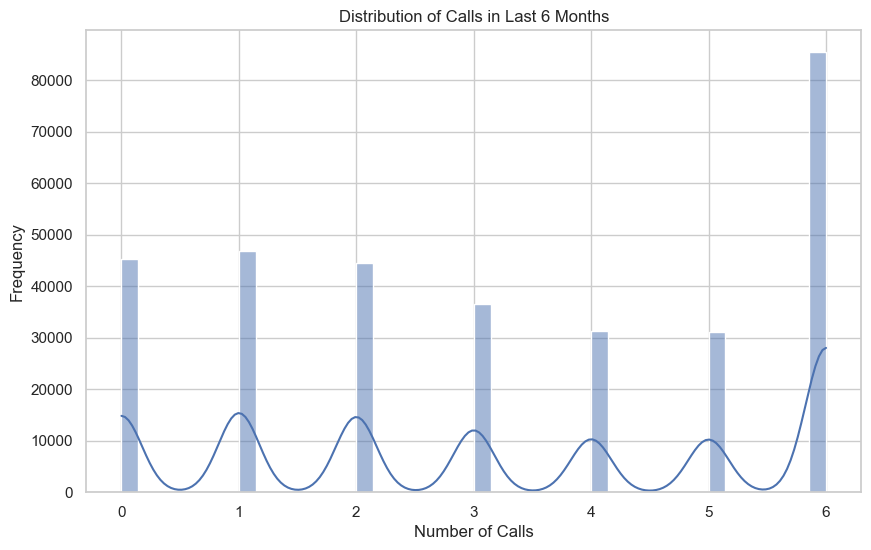 Distribution of Calls in Last 6 Months
80000
70000
60000
50000
40000
30000
20000
10000
0
Frequency
0 1 2 3 4 5 6
Number of Calls